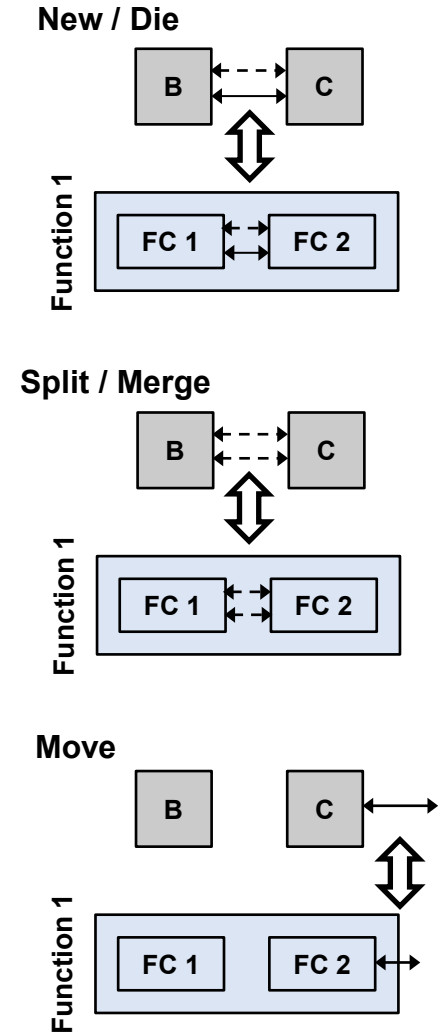 New / Die
B
C
Function 1
FC 1
FC 2
Split / Merge
B
C
Function 1
FC 1
FC 2
Move
B
C
Function 1
FC 1
FC 2